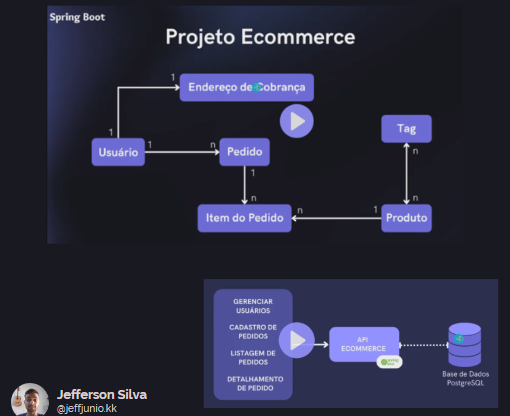 Spring Boot
Projeto Ecommerce
1
Endereço de Cobrança
1
Usuário
1
n
Pedido
Tag
n
1
n
n
Item do Pedido
n
1
Produto
GERENCIAR
USUÁRIOS
CADASTRO DE
PEDIDOS
LISTAGEM DE
PEDIDOS
DETALHAMENTO
DE PEDIDO
API
ECOMMERCE
Base de Dados
PostgreSQL
Jefferson Silva
@jeffjunio.kk